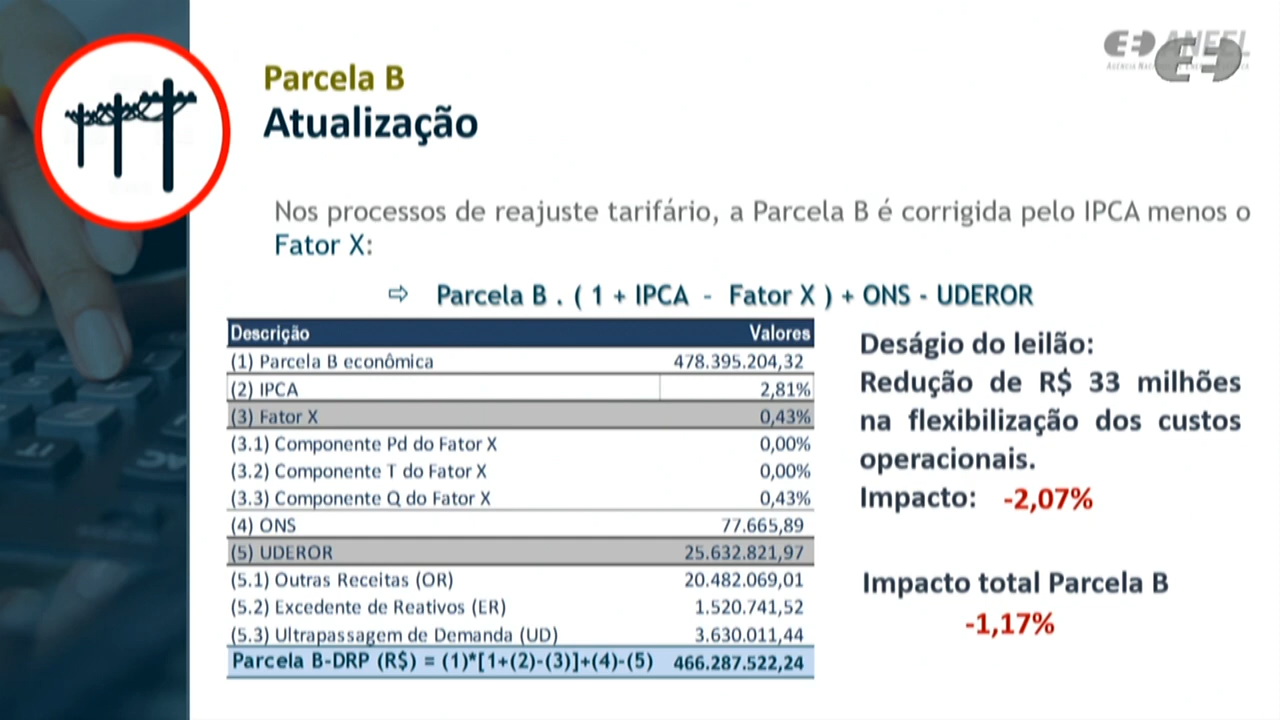 ANEEL
Parcela B
Atualização
Nos processos de reajuste tarifário, a Parcela B é corrigida pelo IPCA menos o
Fator X:
⇨ Parcela B . ( 1 + IPCA - Fator X ) + ONS - UDEROR
Descrição Valores
(1) Parcela B econômica 478.395.204,32
(2) IPCA 2,81%
(3) Fator X 0,43%
(3.1) Componente Pd do Fator X 0,00%
(3.2) Componente T do Fator X 0,00%
(3.3) Componente Q do Fator X 0,43%
(4) ONS 77.665,89
(5) UDEROR 25.632.821,97
(5.1) Outras Receitas (OR) 20.482.069,01
(5.2) Excedente de Reativos (ER) 1.520.741,52
(5.3) Ultrapassagem de Demanda (UD) 3.630.011,44
Parcela B-DRP (R$) = (1)*[1+(2)-(3)]+(4)-(5) 466.287.522,24
Deságio do leilão:
Redução de R$ 33 milhões
na flexibilização dos custos
operacionais.
Impacto: -2,07%
Impacto total Parcela B
-1,17%